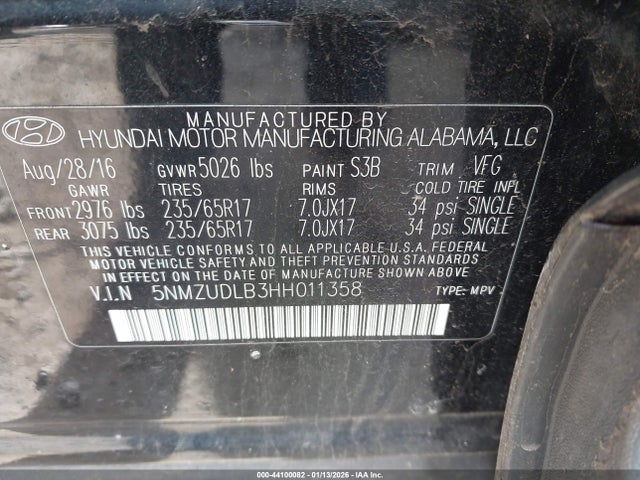 MANUFACTURED BY
HYUNDAI MOTOR MANUFACTURING ALABAMA, LLC
Aug/28/16 GVWR 5026 lbs PAINT S3B TRIM VFG
GAWR TIRES RIMS COLD TIRE INFL
FRONT 2976 lbs 235/65R17 7.0JX17 34 psi SINGLE
REAR 3075 lbs 235/65R17 7.0JX17 34 psi SINGLE
THIS VEHICLE CONFORMS TO ALL APPLICABLE U.S.A. FEDERAL
MOTOR VEHICLE SAFETY AND THEFT PREVENTION STANDARDS
IN EFFECT ON THE DATE OF MANUFACTURE SHOWN ABOVE
V.I.N 5NMZUDLB3HH011358 TYPE: MPV
000-44100082 - 01/13/2026 - IAA Inc.